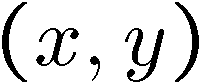 (x, y)